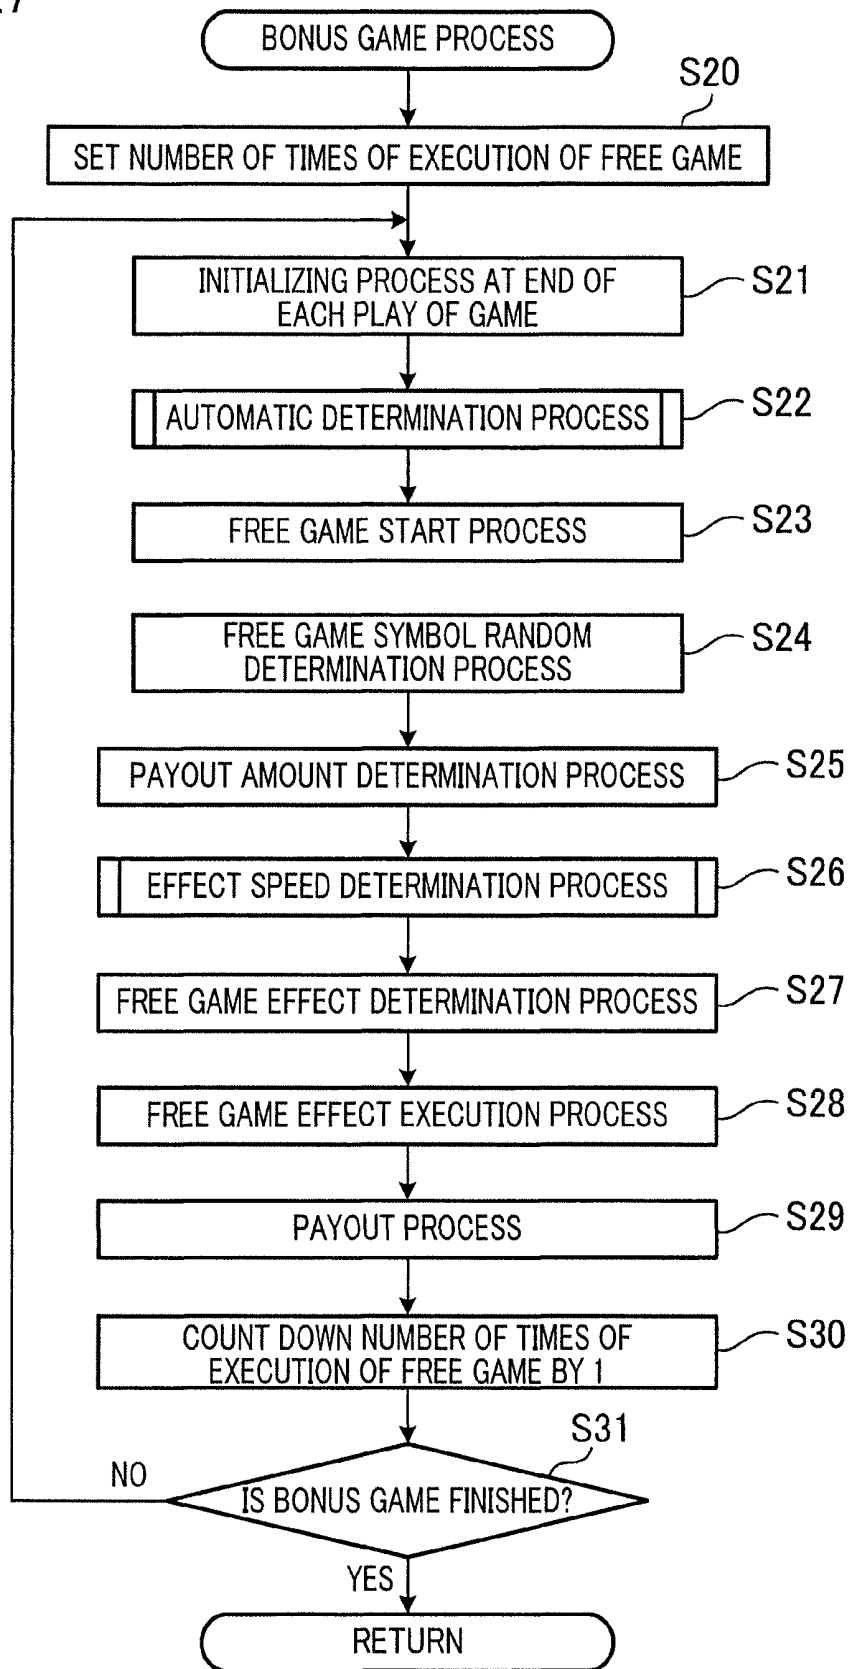 BONUS GAME PROCESS
S20
SET NUMBER OF TIMES OF EXECUTION OF FREE GAME
INITIALIZING PROCESS AT END OF
EACH PLAY OF GAME
S21
AUTOMATIC DETERMINATION PROCESS
S22
FREE GAME START PROCESS
S23
FREE GAME SYMBOL RANDOM
DETERMINATION PROCESS
S24
PAYOUT AMOUNT DETERMINATION PROCESS
S25
EFFECT SPEED DETERMINATION PROCESS
S26
FREE GAME EFFECT DETERMINATION PROCESS
S27
FREE GAME EFFECT EXECUTION PROCESS
S28
PAYOUT PROCESS
S29
COUNT DOWN NUMBER OF TIMES OF
EXECUTION OF FREE GAME BY 1
S30
S31
NO
IS BONUS GAME FINISHED?
YES
RETURN